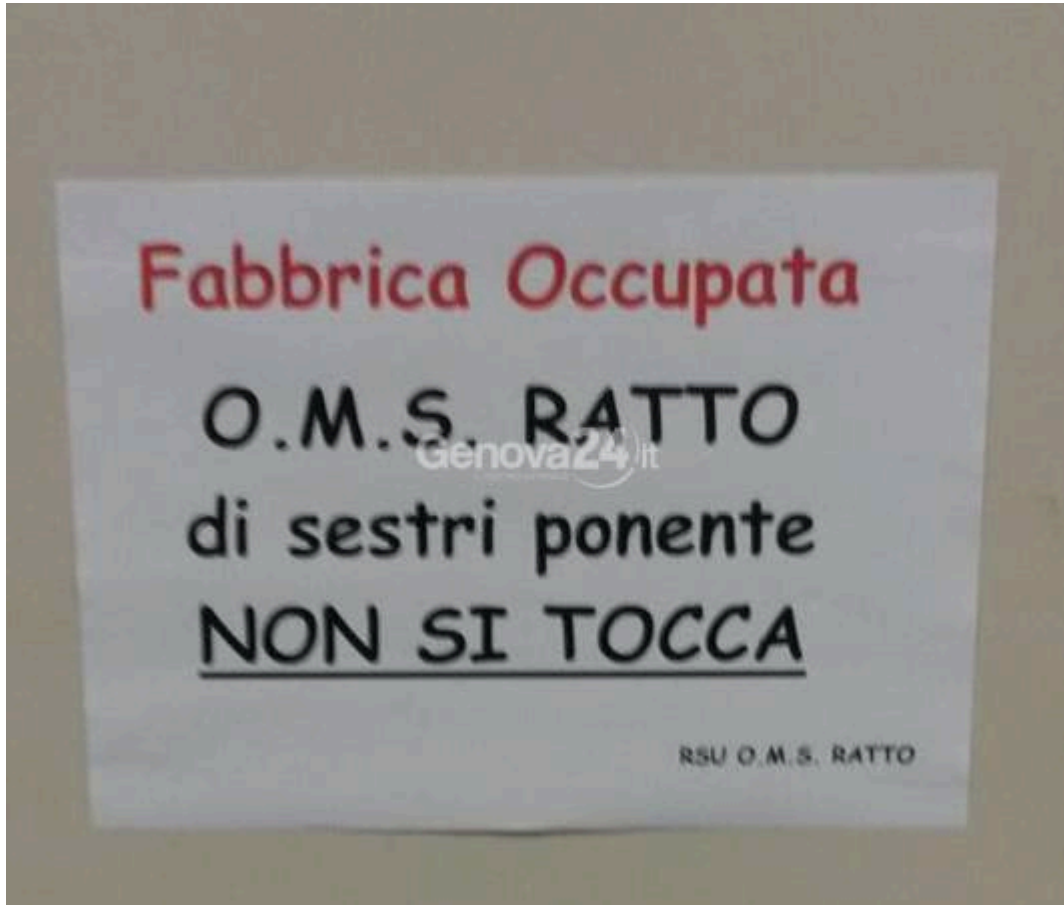 Fabbrica Occupata
O.M.S. RATTO
Genova24.it
di sestri ponente
NON SI TOCCA
RSU O.M.S. RATTO